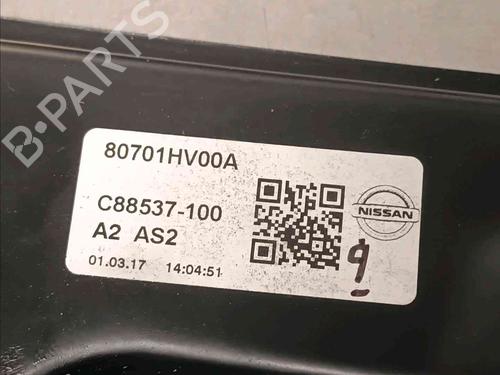 B-PARTS
80701HV00A
C88537-100
A2 AS2
01.03.17 14:04:51
NISSAN
9